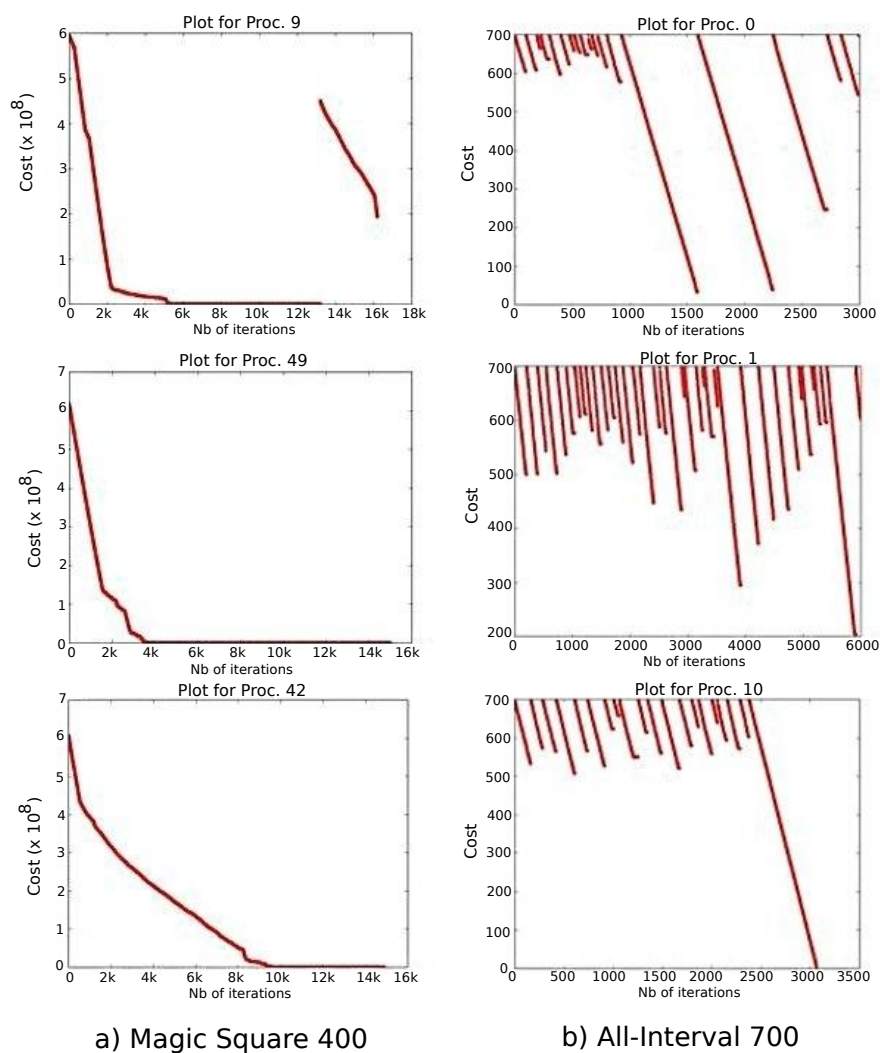 Plot for Proc. 9
Cost (x 10^8)
6
5
4
3
2
1
0
0 2k 4k 6k 8k 10k 12k 14k 16k 18k
Nb of iterations
Plot for Proc. 0
Cost
700
600
500
400
300
200
100
0
0 500 1000 1500 2000 2500 3000
Nb of iterations
Plot for Proc. 49
Cost (x 10^8)
7
6
5
4
3
2
1
0
0 2k 4k 6k 8k 10k 12k 14k 16k
Nb of iterations
Plot for Proc. 1
Cost
700
600
500
400
300
200
0 1000 2000 3000 4000 5000 6000
Nb of iterations
Plot for Proc. 42
Cost (x 10^8)
7
6
5
4
3
2
1
0
0 2k 4k 6k 8k 10k 12k 14k 16k
Nb of iterations
Plot for Proc. 10
Cost
700
600
500
400
300
200
100
0
0 500 1000 1500 2000 2500 3000 3500
Nb of iterations
a) Magic Square 400
b) All-Interval 700